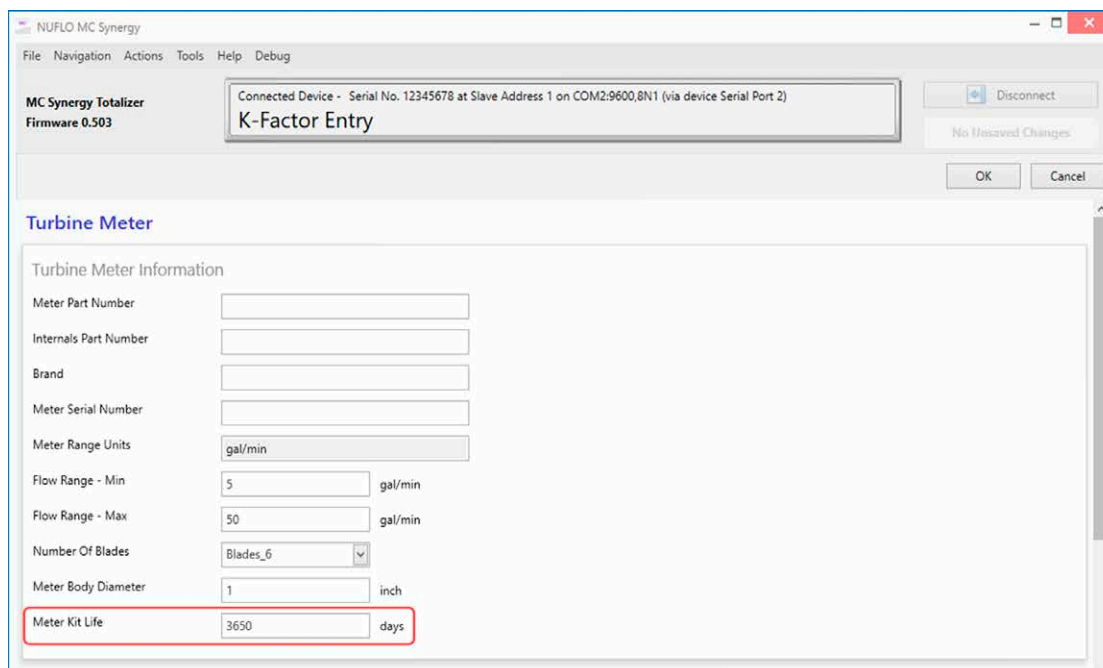 NUFLO MC Synergy
File Navigation Actions Tools Help Debug
MC Synergy Totalizer
Firmware 0.503
Connected Device - Serial No. 12345678 at Slave Address 1 on COM2:9600,8N1 (via device Serial Port 2)
K-Factor Entry
Disconnect
No Unsaved Changes
OK Cancel
Turbine Meter
Turbine Meter Information
Meter Part Number
Internals Part Number
Brand
Meter Serial Number
Meter Range Units gal/min
Flow Range - Min 5 gal/min
Flow Range - Max 50 gal/min
Number Of Blades Blades_6
Meter Body Diameter 1 inch
Meter Kit Life 3650 days